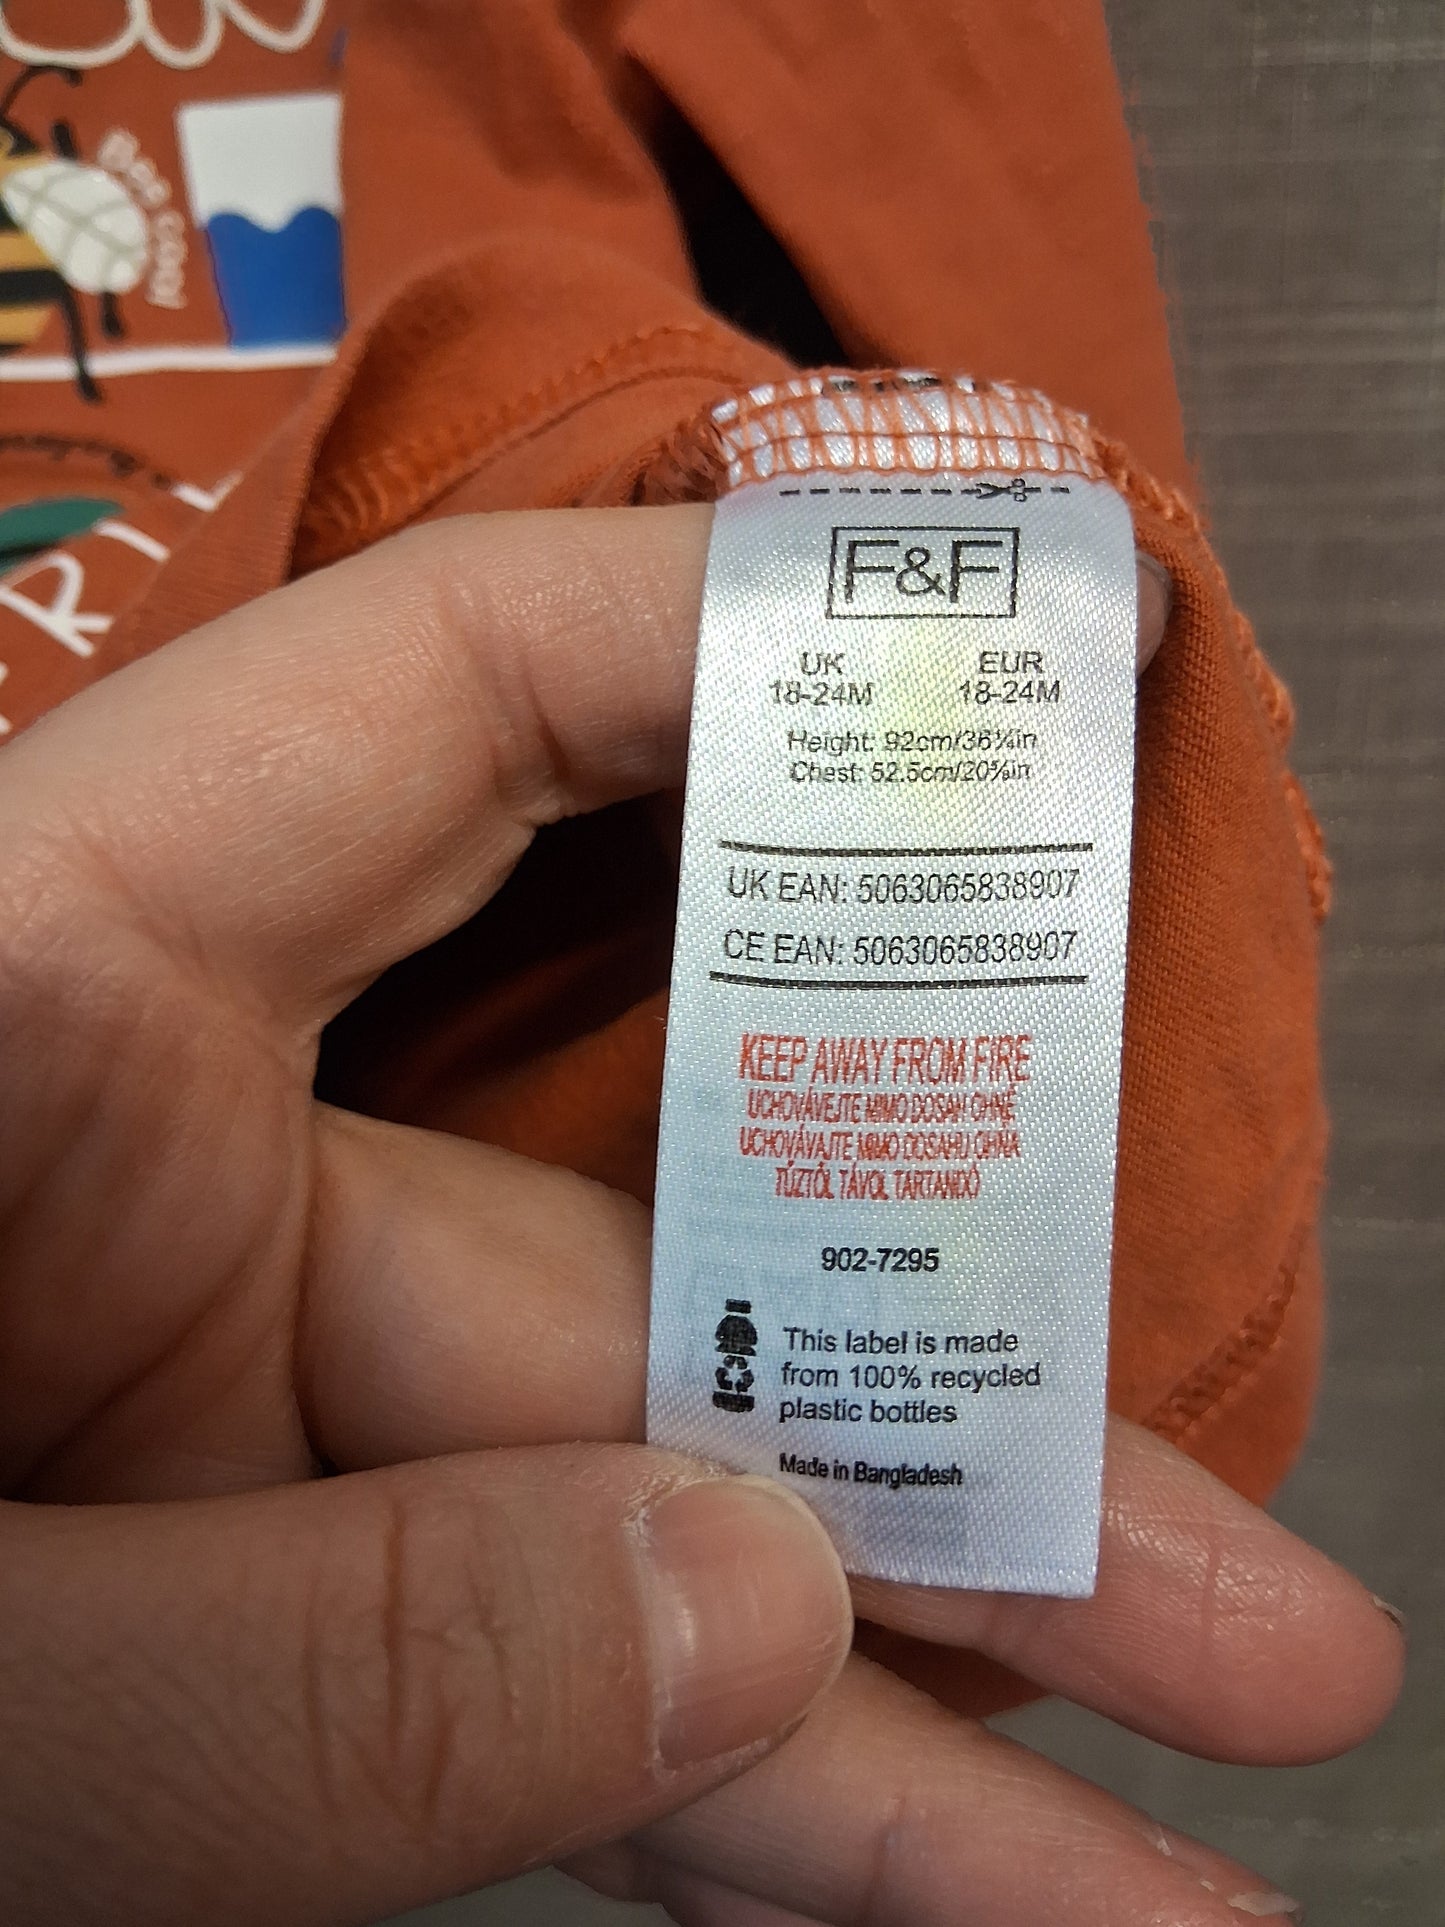 F&F
UK EUR
18-24M 18-24M
Height: 92cm/36¼in
Chest: 52.5cm/20⅝in
UK EAN: 5063065838907
CE EAN: 5063065838907
KEEP AWAY FROM FIRE
UCHOVÁVEJTE MIMO DOSAH OHNĚ
UCHOVÁVAJTE MIMO DOSAHU OHŇA
TŰZTŐL TÁVOL TARTANDÓ
902-7295
This label is made
from 100% recycled
plastic bottles
Made in Bangladesh